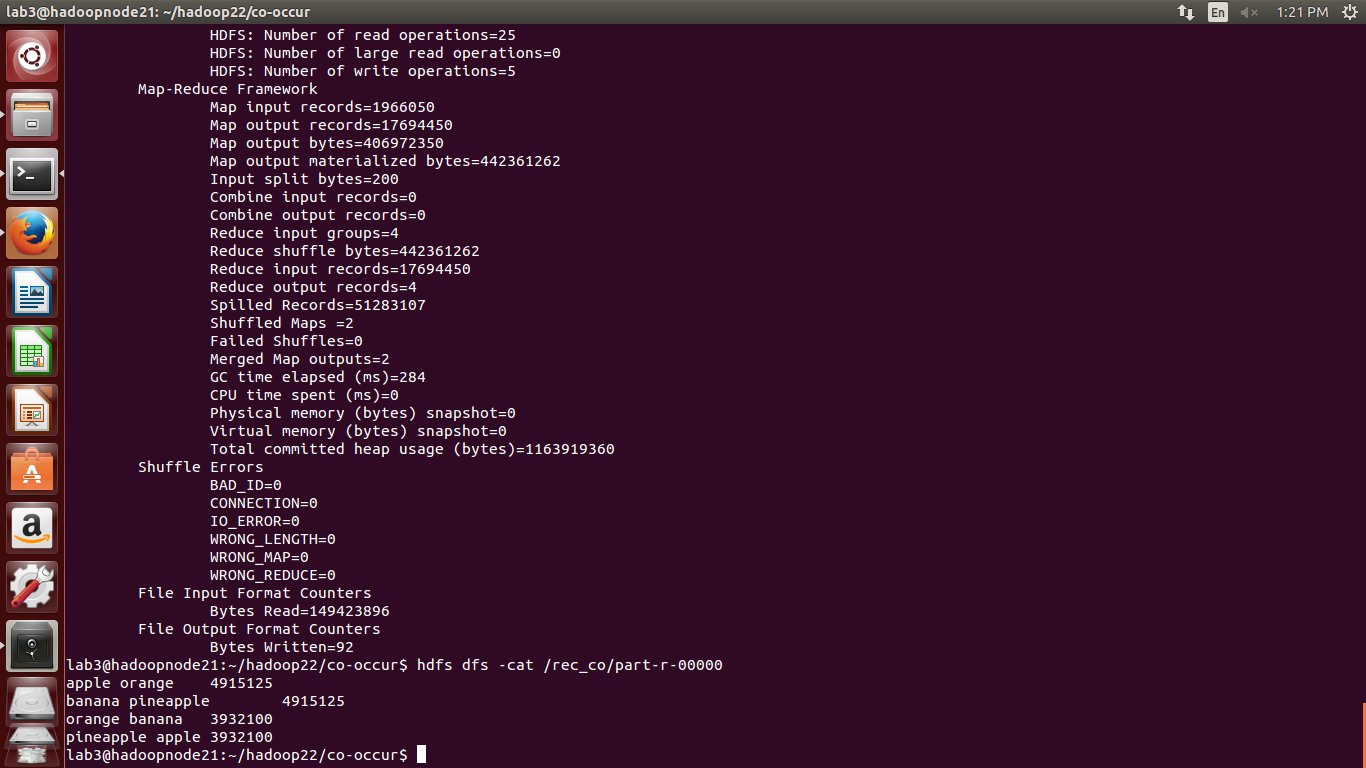 lab3@hadoopnode21: ~/hadoop22/co-occur En 1:21 PM
HDFS: Number of read operations=25
HDFS: Number of large read operations=0
HDFS: Number of write operations=5
Map-Reduce Framework
Map input records=1966050
Map output records=17694450
Map output bytes=406972350
Map output materialized bytes=442361262
Input split bytes=200
Combine input records=0
Combine output records=0
Reduce input groups=4
Reduce shuffle bytes=442361262
Reduce input records=17694450
Reduce output records=4
Spilled Records=51283107
Shuffled Maps =2
Failed Shuffles=0
Merged Map outputs=2
GC time elapsed (ms)=284
CPU time spent (ms)=0
Physical memory (bytes) snapshot=0
Virtual memory (bytes) snapshot=0
Total committed heap usage (bytes)=1163919360
Shuffle Errors
BAD_ID=0
CONNECTION=0
IO_ERROR=0
WRONG_LENGTH=0
WRONG_MAP=0
WRONG_REDUCE=0
File Input Format Counters
Bytes Read=149423896
File Output Format Counters
Bytes Written=92
lab3@hadoopnode21:~/hadoop22/co-occur$ hdfs dfs -cat /rec_co/part-r-00000
apple orange 4915125
banana pineapple 4915125
orange banana 3932100
pineapple apple 3932100
lab3@hadoopnode21:~/hadoop22/co-occur$